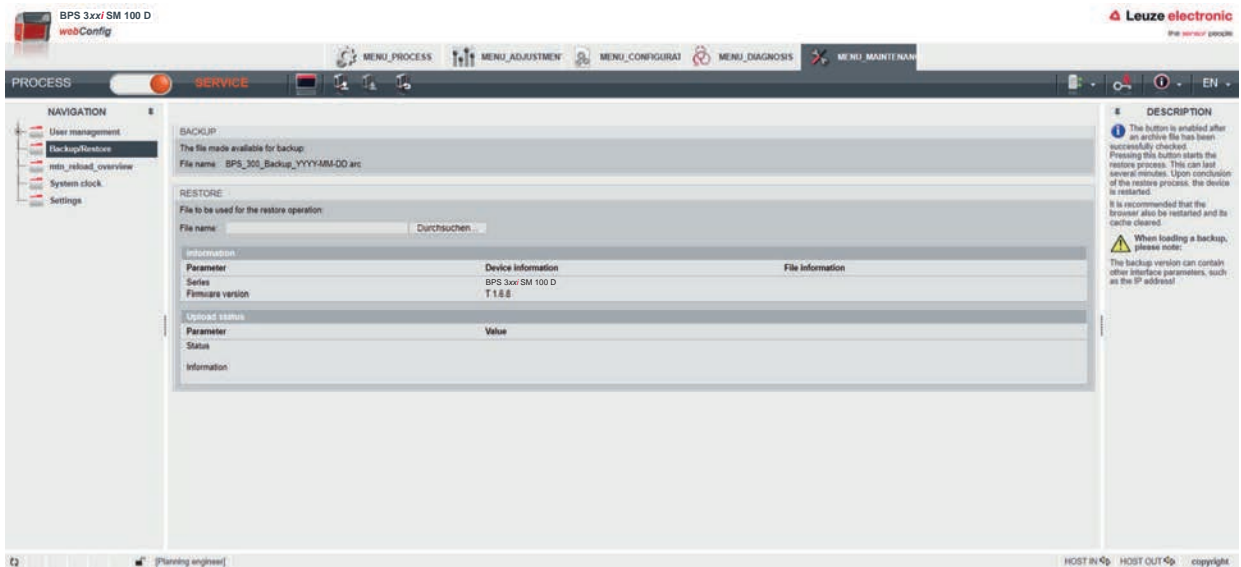 BPS 3xxi SM 100 D
webConfig
Leuze electronic
the sensor people
MENU_PROCESS
MENU_ADJUSTMENT
MENU_CONFIGURAT
MENU_DIAGNOSIS
MENU_MAINTENAN
PROCESS
SERVICE
EN
NAVIGATION
User management
Backup/Restore
mtn_reload_overview
System clock
Settings
BACKUP
The file made available for backup:
File name: BPS_300_Backup_YYYY-MM-DD.arc
RESTORE
File to be used for the restore operation:
File name: Durchsuchen...
Information
Parameter Device information File information
Series BPS 3xxi SM 100 D
Firmware version T 1.6.8
Upload status
Parameter Value
Status
Information
DESCRIPTION
The button is enabled after
an archive file has been
successfully checked.
Pressing this button starts the
restore process. This can last
several minutes. Upon conclusion
of the restore process, the device
is restarted.
It is recommended that the
browser also be restarted and its
cache cleared.
When loading a backup,
please note:
The backup version can contain
other interface parameters, such
as the IP address!
[Planning engineer]
HOST IN HOST OUT copyright